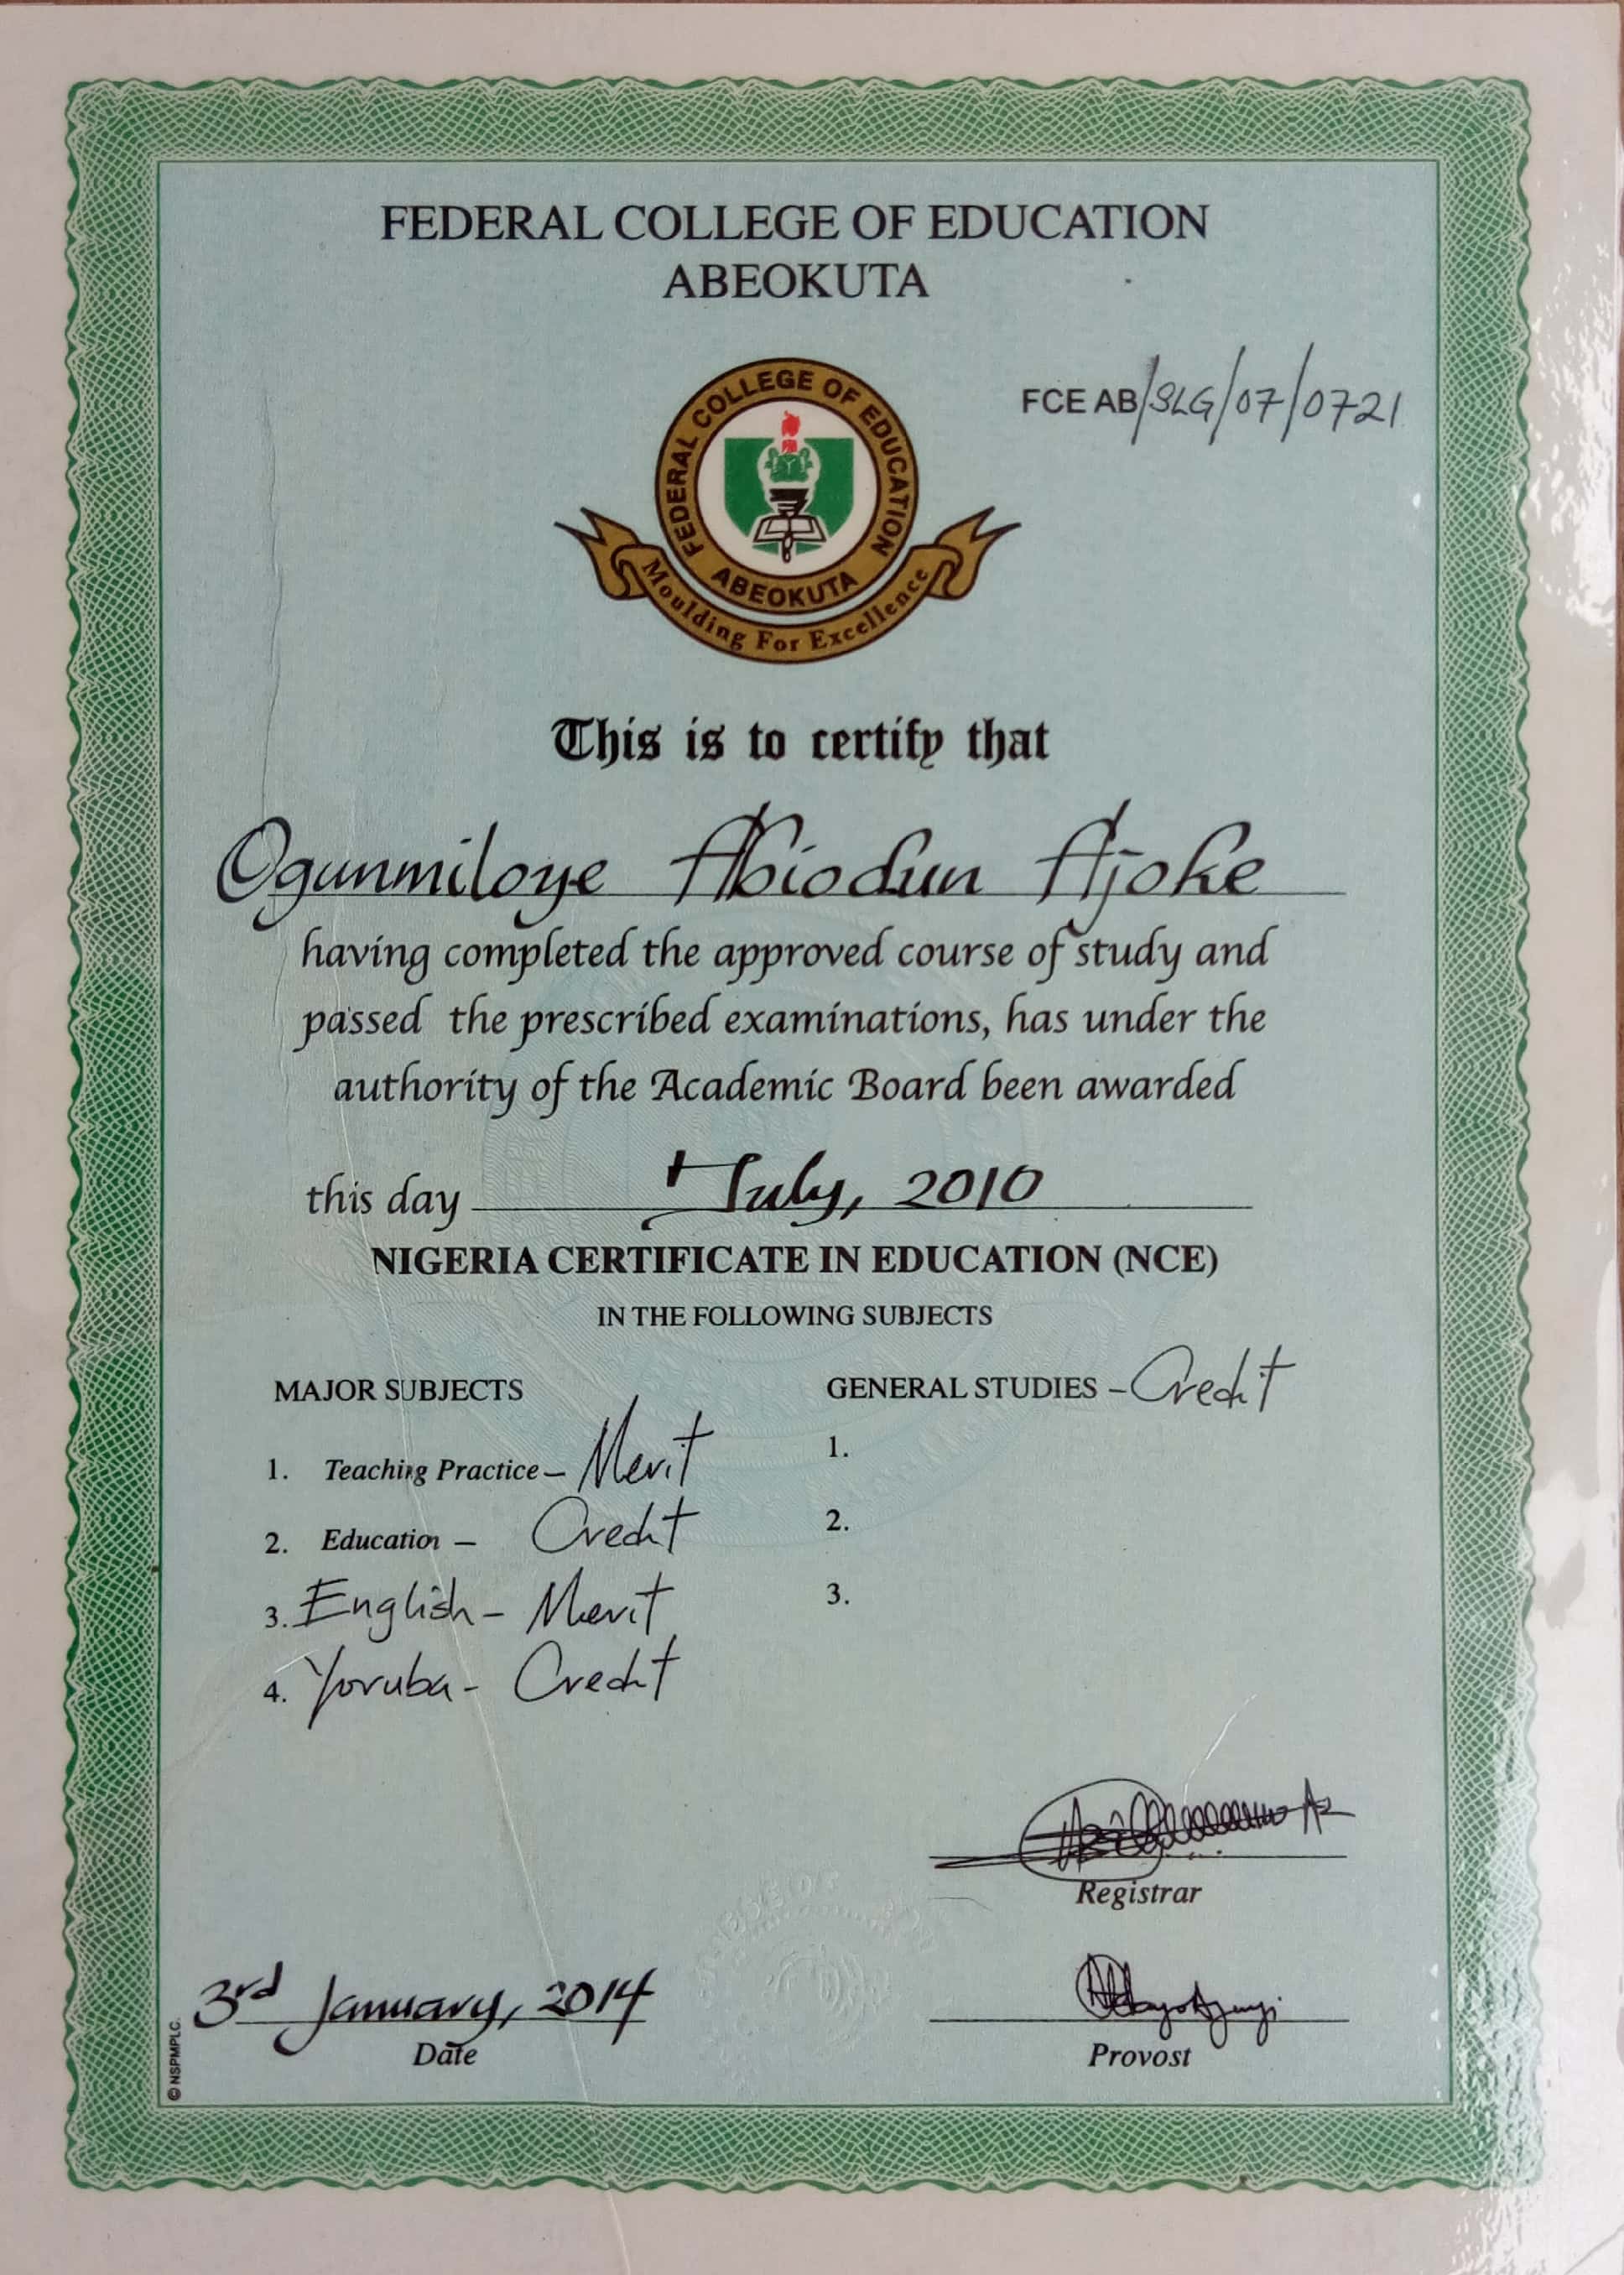 FEDERAL COLLEGE OF EDUCATION
ABEOKUTA
FCE AB/SLG/07/0721
FEDERAL COLLEGE OF EDUCATION
ABEOKUTA
Moulding For Excellence
This is to certify that
Ogunmiloye Abiodun Ajoke
having completed the approved course of study and
passed the prescribed examinations, has under the
authority of the Academic Board been awarded
this day July, 2010
NIGERIA CERTIFICATE IN EDUCATION (NCE)
IN THE FOLLOWING SUBJECTS
MAJOR SUBJECTS
1. Teaching Practice – Merit
2. Education – Credit
3. English - Merit
4. Yoruba - Credit
GENERAL STUDIES – Credit
1.
2.
3.
Registrar
3rd January, 2014
Date
Provost
© NSPMPLC.